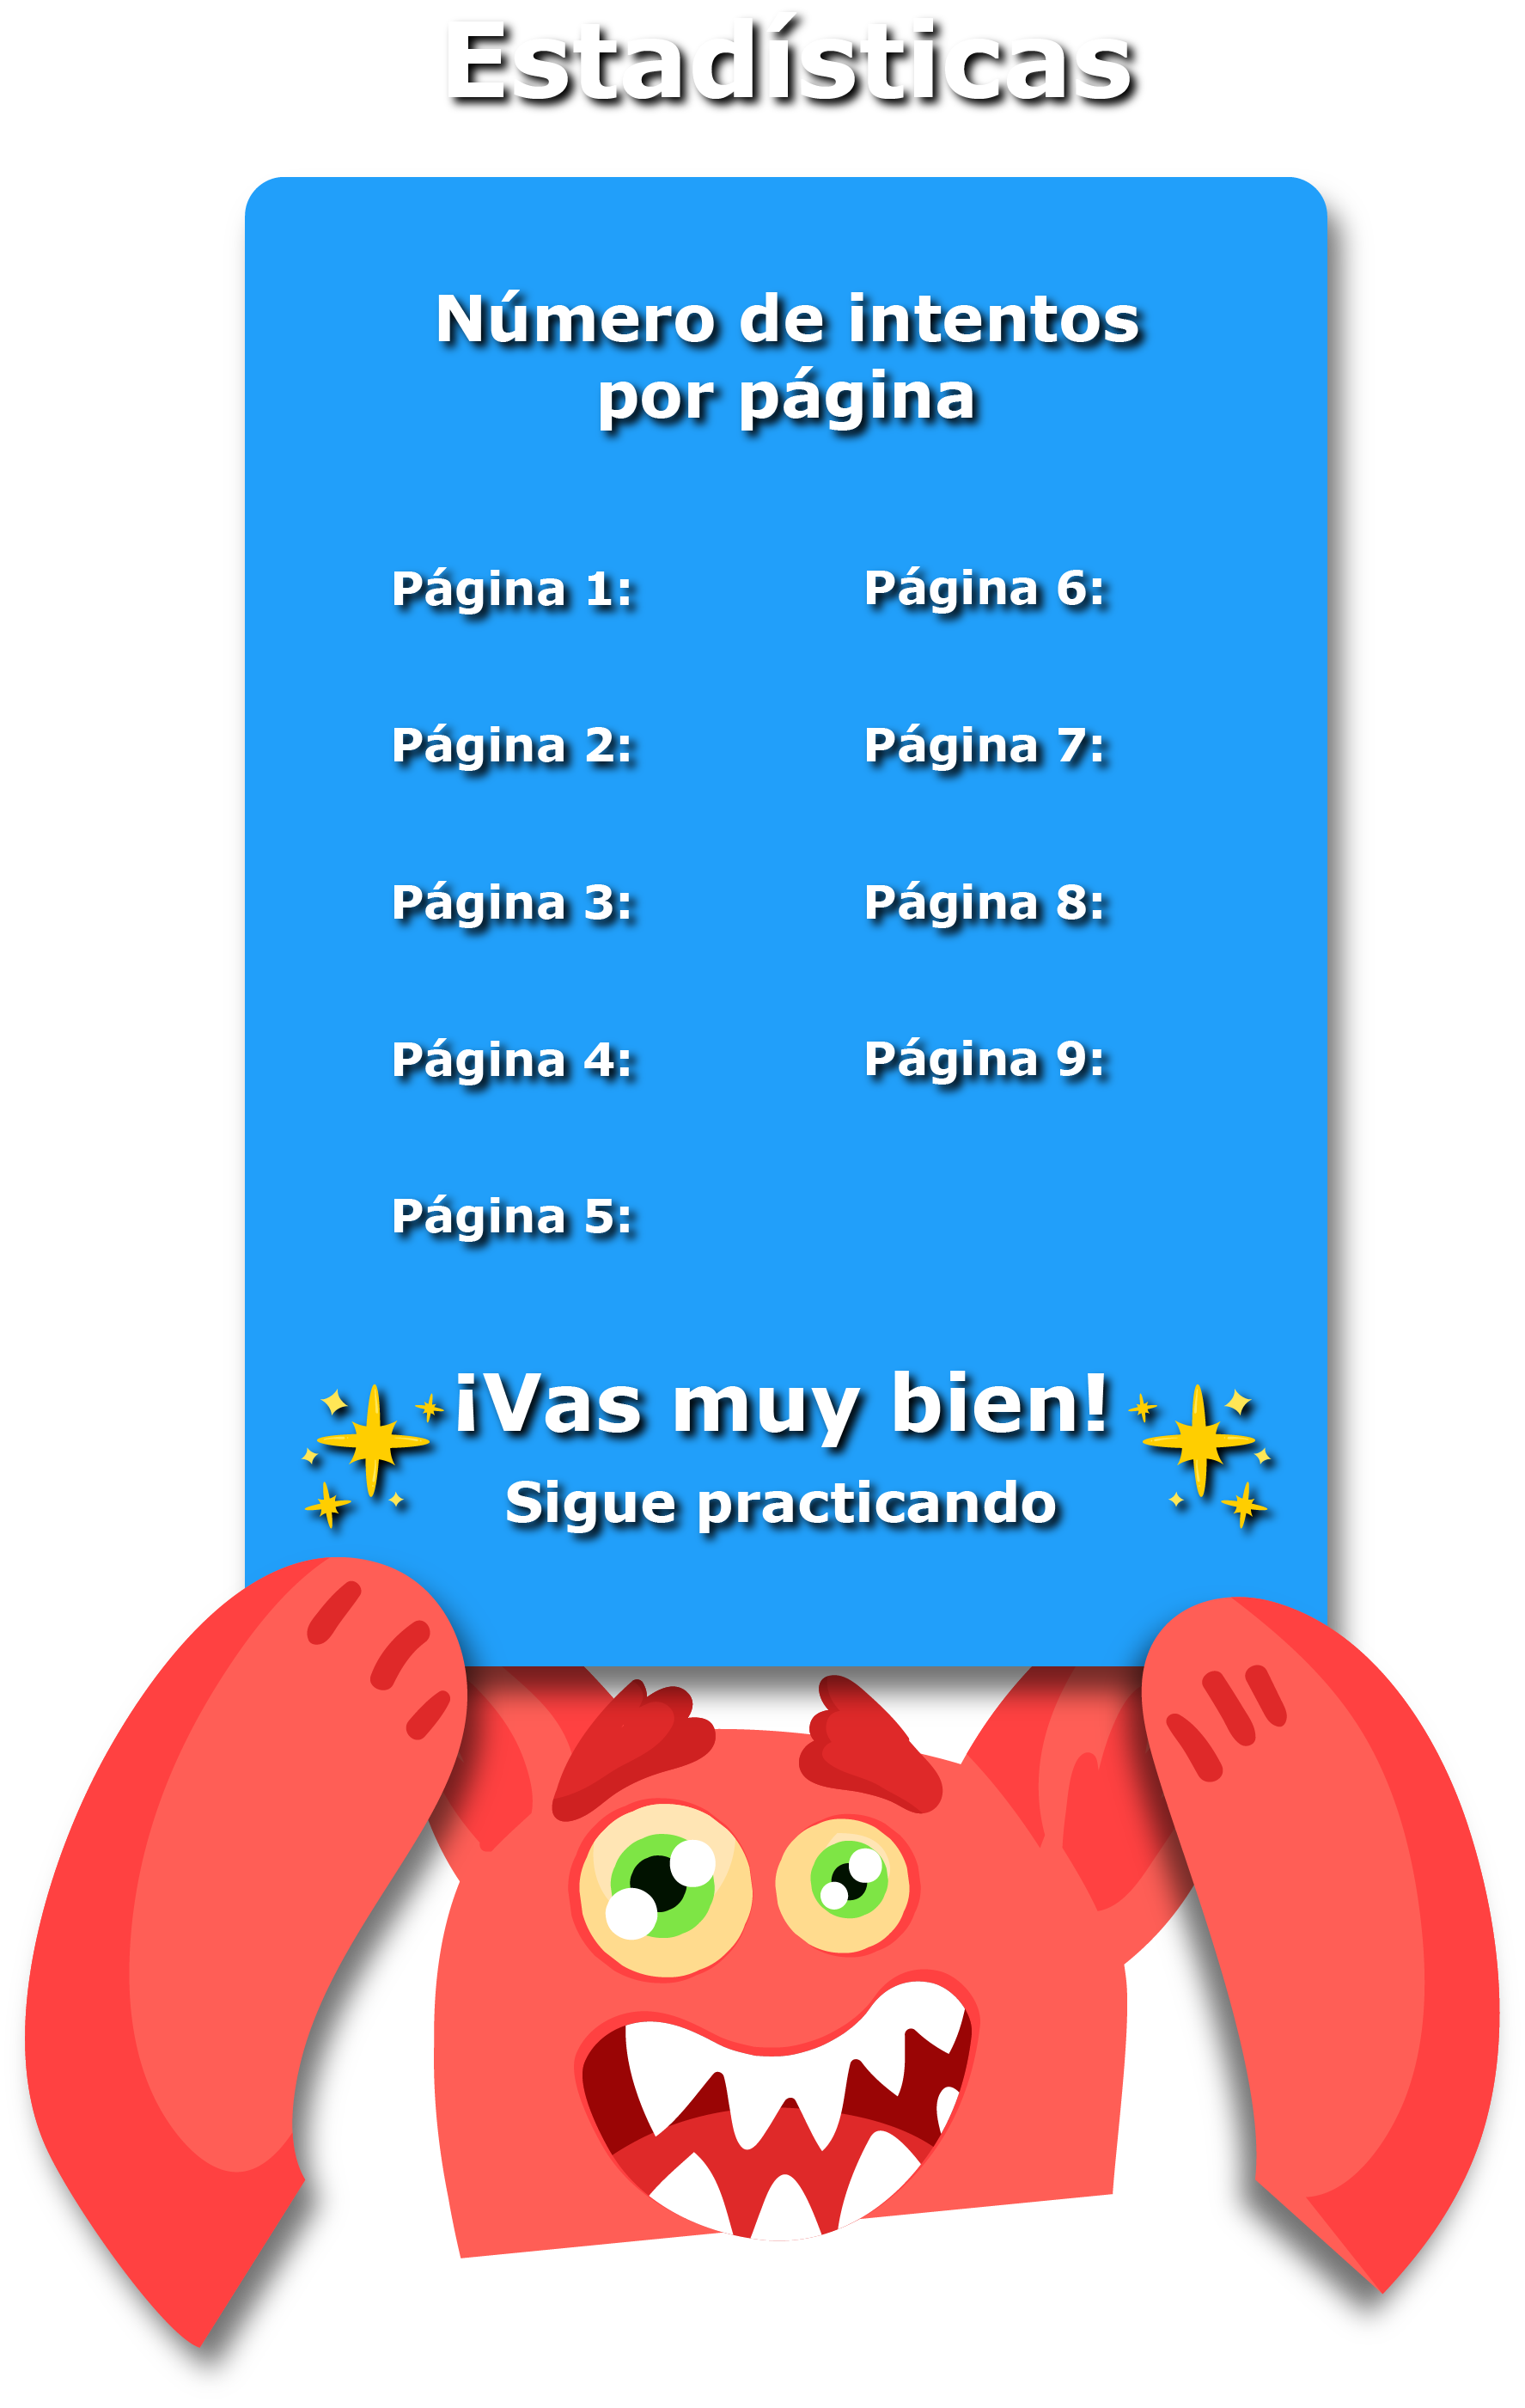 Estadísticas
Número de intentos
por página
Página 1:
Página 2:
Página 3:
Página 4:
Página 5:
Página 6:
Página 7:
Página 8:
Página 9:
¡Vas muy bien!
Sigue practicando